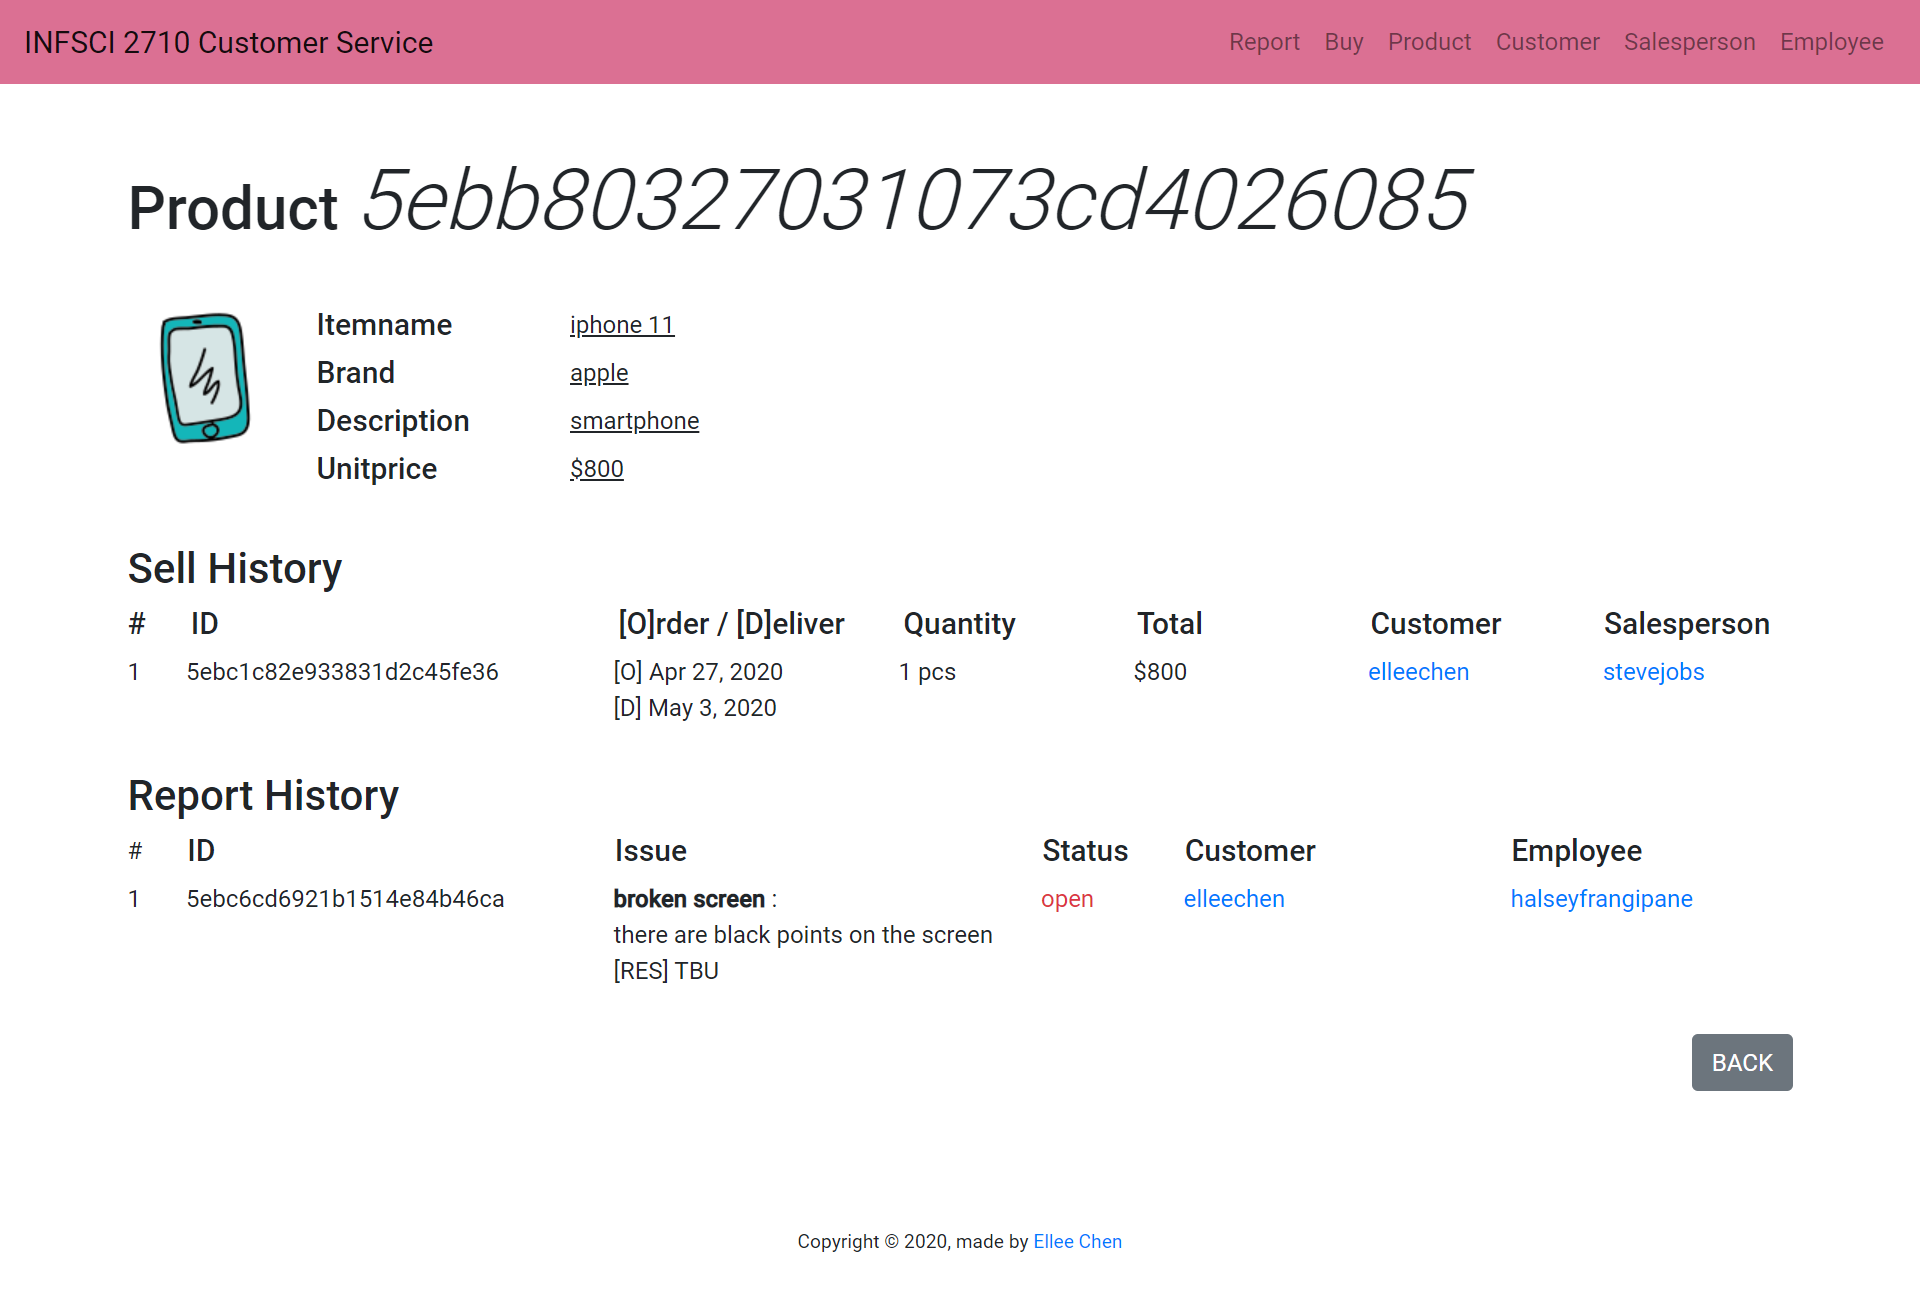 INFSCI 2710 Customer Service Report Buy Product Customer Salesperson Employee
Product 5ebb80327031073cd4026085
Itemname iphone 11
Brand apple
Description smartphone
Unitprice $800
Sell History
# ID [O]rder / [D]eliver Quantity Total Customer Salesperson
1 5ebc1c82e933831d2c45fe36 [O] Apr 27, 2020 1 pcs $800 elleechen stevejobs
[D] May 3, 2020
Report History
# ID Issue Status Customer Employee
1 5ebc6cd6921b1514e84b46ca broken screen : open elleechen halseyfrangipane
there are black points on the screen
[RES] TBU
BACK
Copyright © 2020, made by Ellee Chen